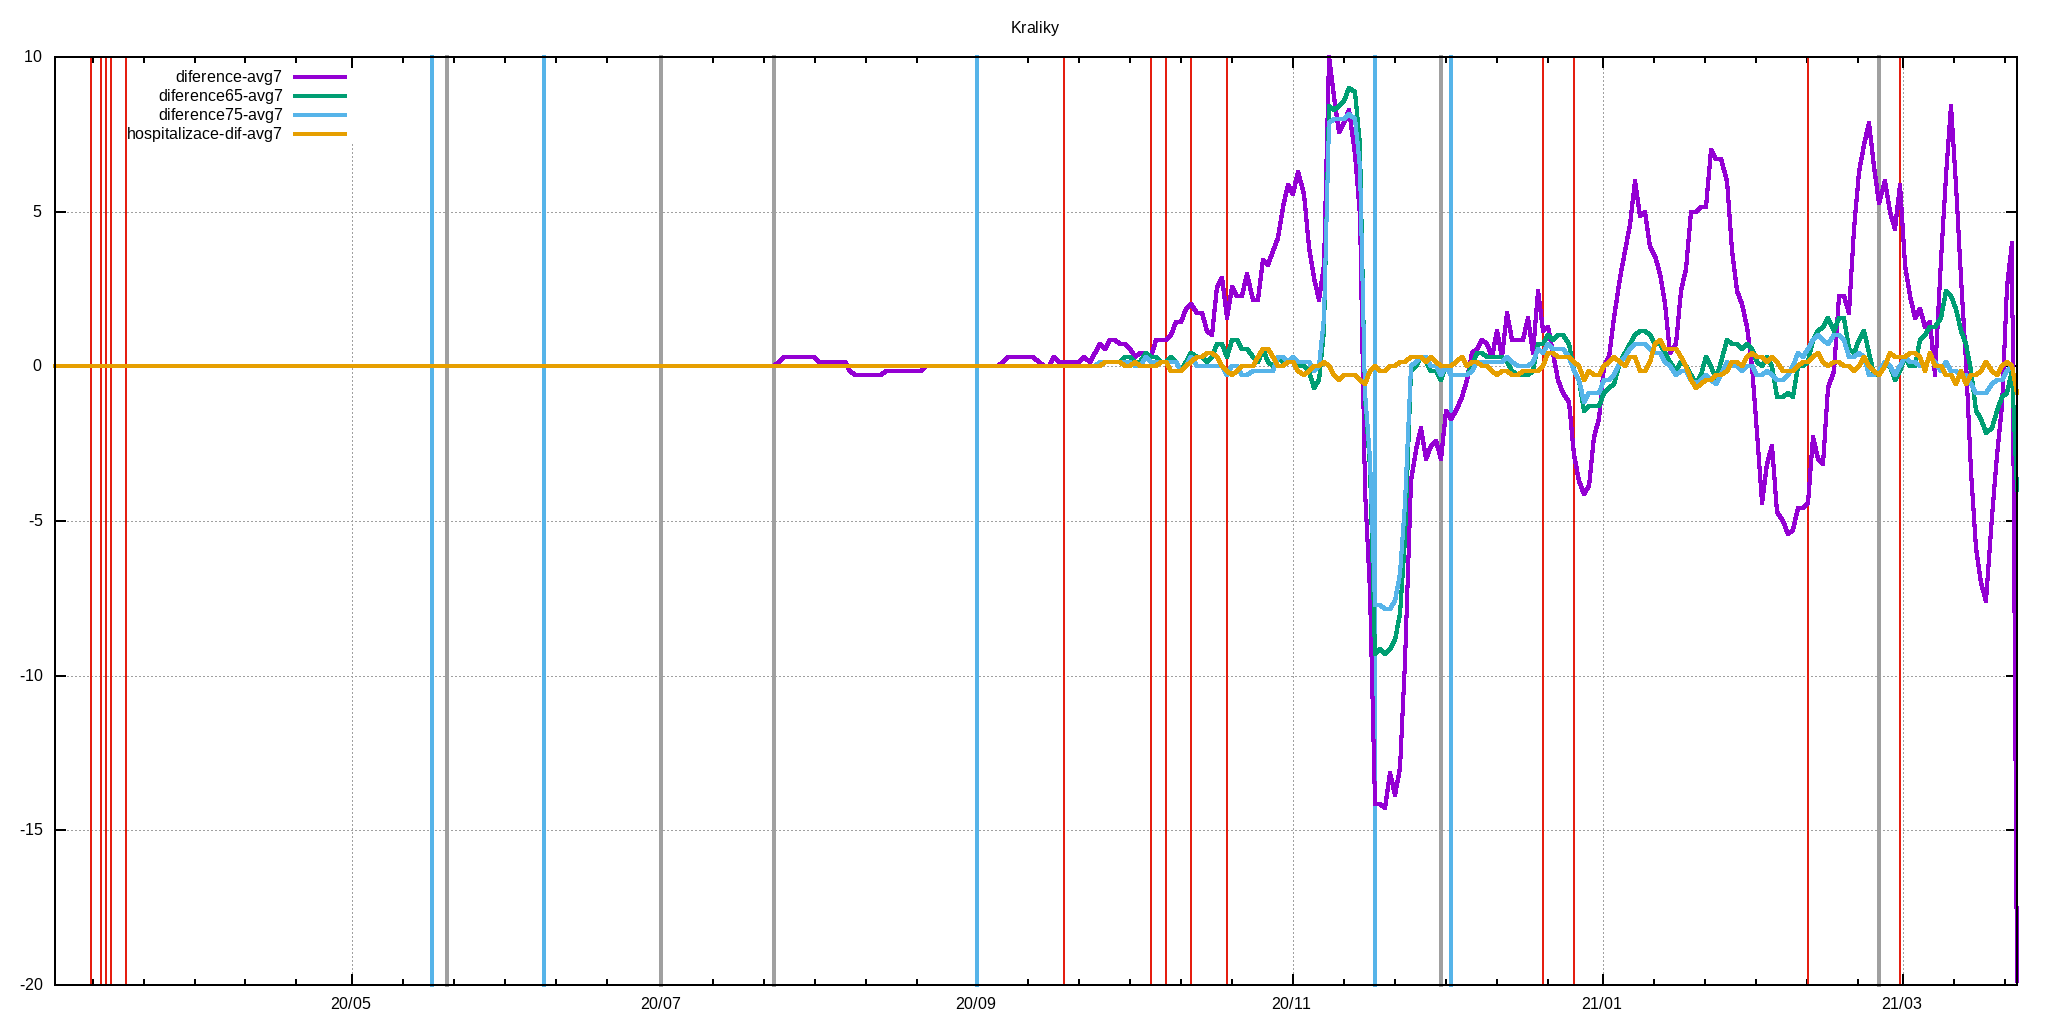 Kraliky
10
diference-avg7
diference65-avg7
diference75-avg7
hospitalizace-dif-avg7
5
0
-5
-10
-15
-20
20/05 20/07 20/09 20/11 21/01 21/03